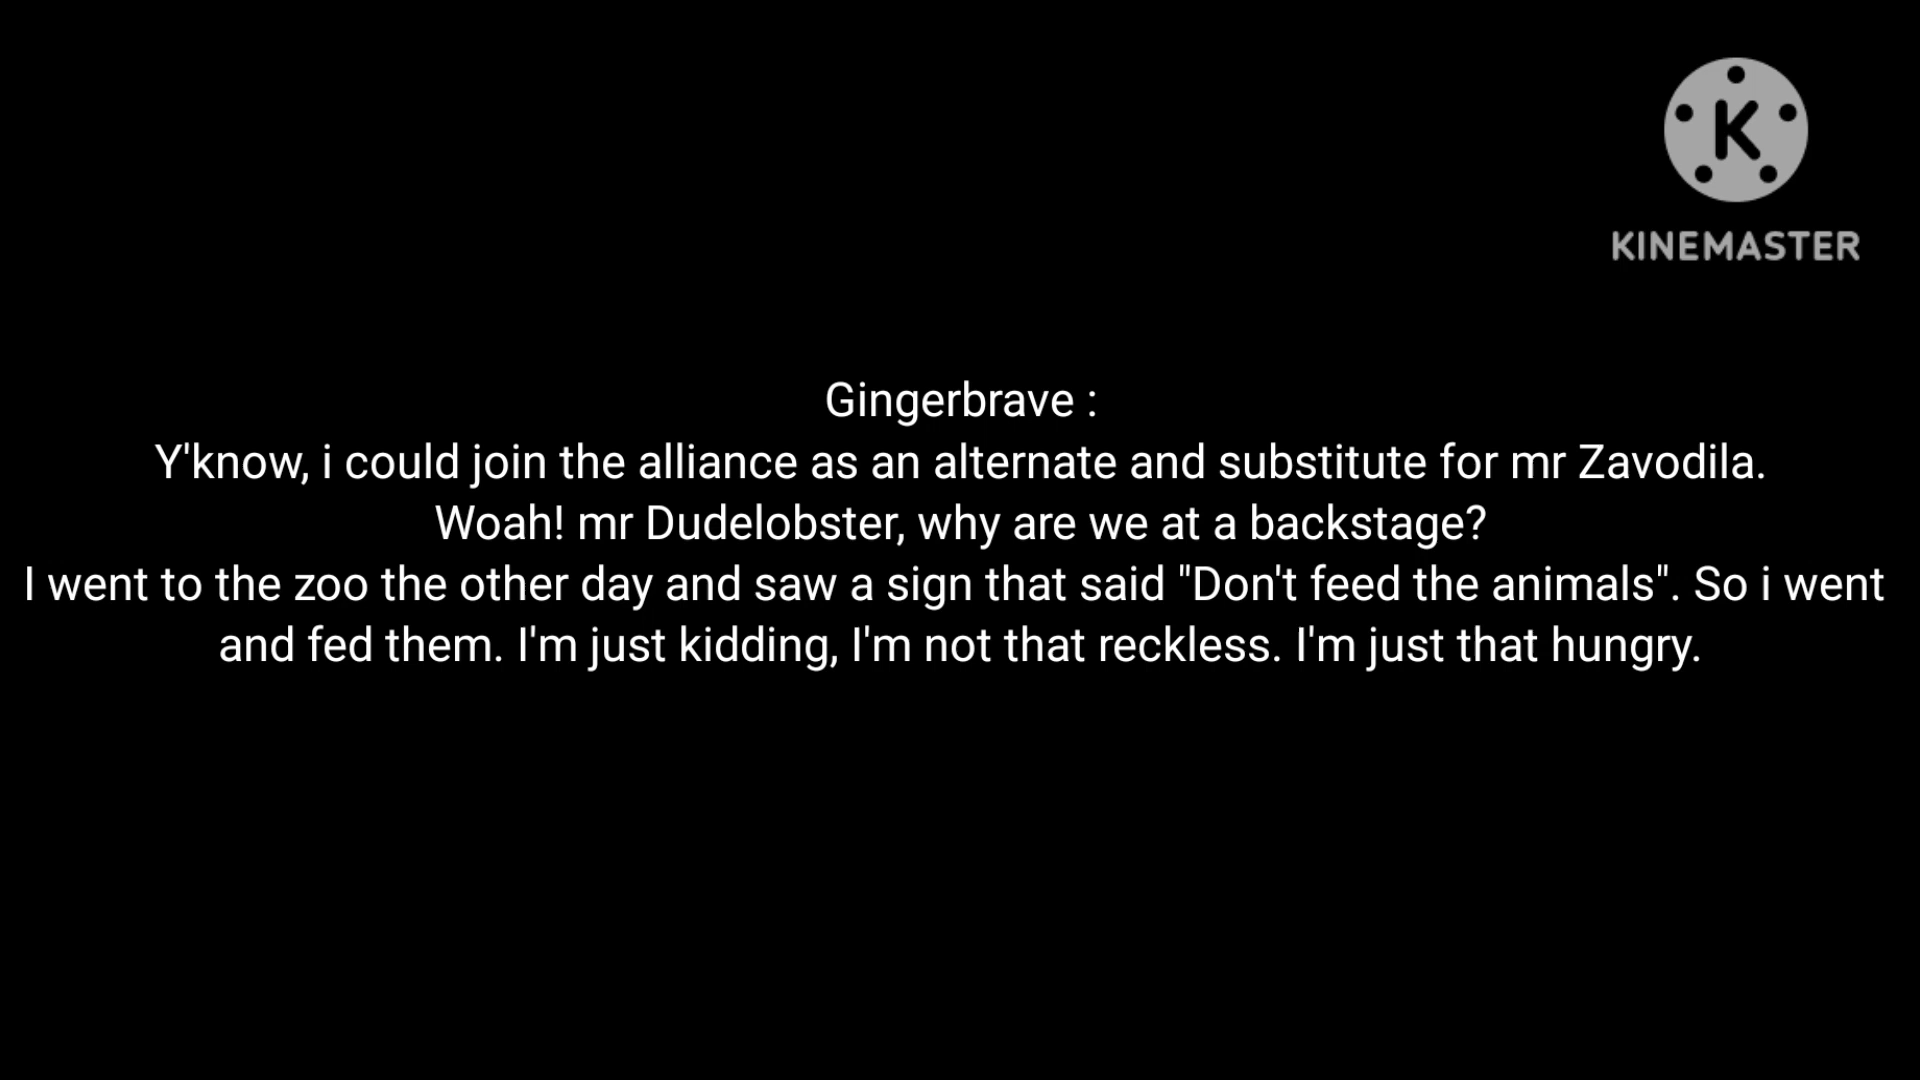 K
KINEMASTER
Gingerbrave :
Y'know, i could join the alliance as an alternate and substitute for mr Zavodila.
Woah! mr Dudelobster, why are we at a backstage?
I went to the zoo the other day and saw a sign that said "Don't feed the animals". So i went
and fed them. I'm just kidding, I'm not that reckless. I'm just that hungry.